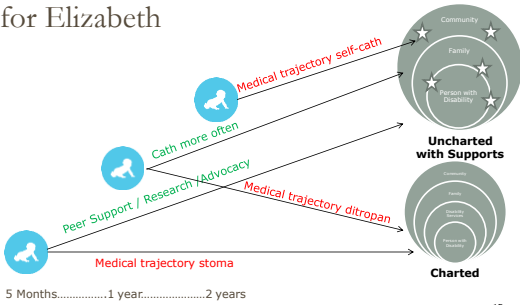 for Elizabeth
Community
Family
Person with
Disability
Medical trajectory self-cath
Cath more often
Uncharted
with Supports
Peer Support / Research /Advocacy
Medical trajectory ditropan
Community
Family
Disability
Services
Person with
Disability
Medical trajectory stoma
Charted
5 Months................1 year.....................2 years